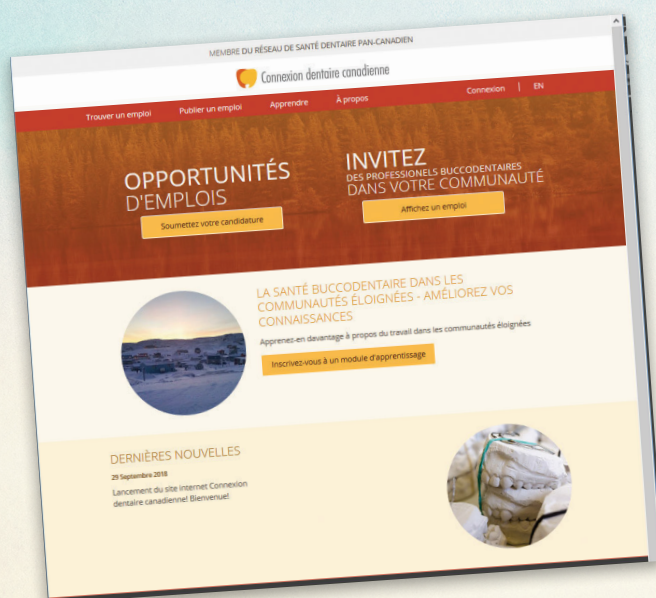 MEMBRE DU RÉSEAU DE SANTÉ DENTAIRE PAN-CANADIEN
Connexion dentaire canadienne
Trouver un emploi Publier un emploi Apprendre À propos Connexion | EN
OPPORTUNITÉS
D'EMPLOIS
Soumettez votre candidature
INVITEZ
DES PROFESSIONELS BUCCODENTAIRES
DANS VOTRE COMMUNAUTÉ
Affichez un emploi
LA SANTÉ BUCCODENTAIRE DANS LES
COMMUNAUTÉS ÉLOIGNÉES - AMÉLIOREZ VOS
CONNAISSANCES
Apprenez-en davantage à propos du travail dans les communautés éloignées
Inscrivez-vous à un module d'apprentissage
DERNIÈRES NOUVELLES
29 Septembre 2018
Lancement du site internet Connexion
dentaire canadienne! Bienvenue!